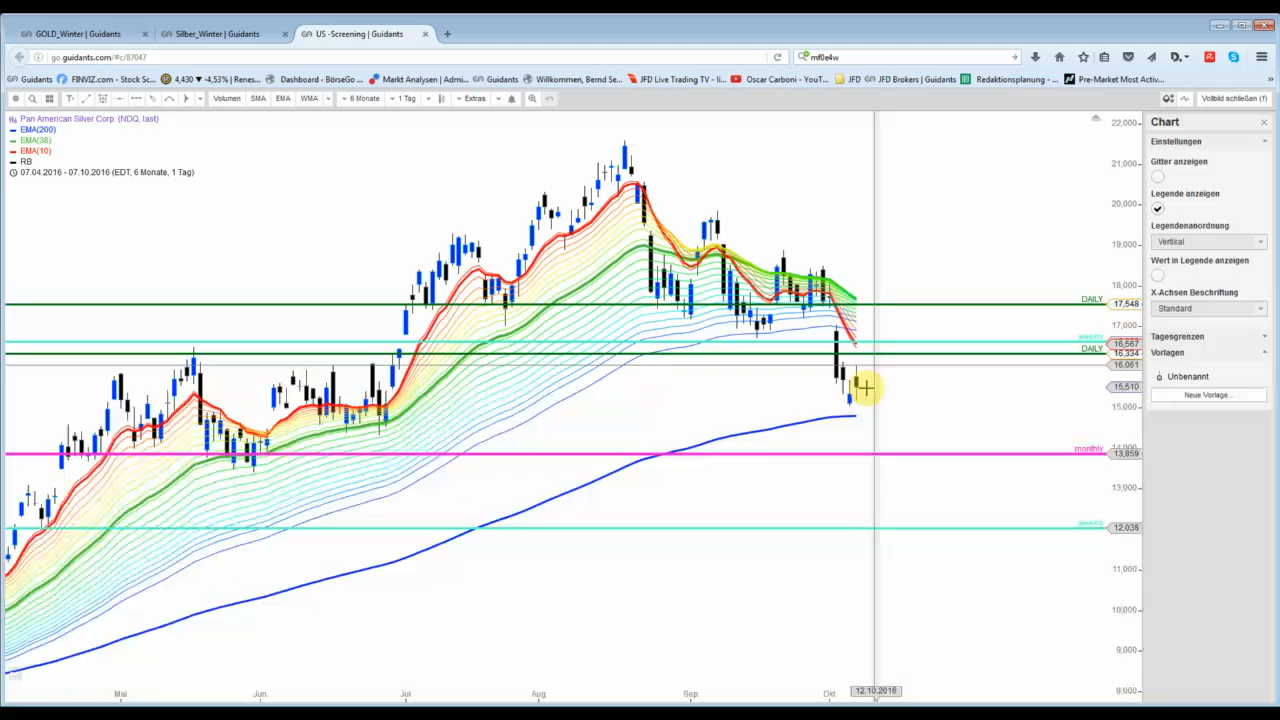 GOLD_Winter | Guidants
Silber_Winter | Guidants
US -Screening | Guidants
go.guidants.com/#c/87047
mf0e4w
Guidants
FINVIZ.com - Stock Sc...
4,430 ▼ -4,53% | Renes...
Dashboard - BörseGo ...
Markt Analysen | Admi...
Guidants
Willkommen, Bernd Se...
JFD Live Trading TV - li...
Oscar Carboni - YouT...
JFD
JFD Brokers | Guidants
Redaktionsplanung - ...
Pre-Market Most Activ...
Volumen
SMA
EMA
WMA
6 Monate
1 Tag
Extras
Vollbild schließen (f)
Pan American Silver Corp. (NDQ, last)
EMA(200)
EMA(38)
EMA(10)
RB
07.04.2016 - 07.10.2016 (EDT, 6 Monate, 1 Tag)
22,000
21,000
20,000
19,000
18,000
DAILY
17,548
17,000
weekly
16,567
DAILY
16,334
16,061
15,510
15,000
14,000
monthly
13,859
13,000
weekly
12,038
11,000
10,000
9,000
8,000
Mai
Jun
Jul
Aug
Sep
Okt
12.10.2016
Chart
Einstellungen
Gitter anzeigen
Legende anzeigen
Legendenanordnung
Vertikal
Wert in Legende anzeigen
X-Achsen Beschriftung
Standard
Tagesgrenzen
Vorlagen
Unbenannt
Neue Vorlage...